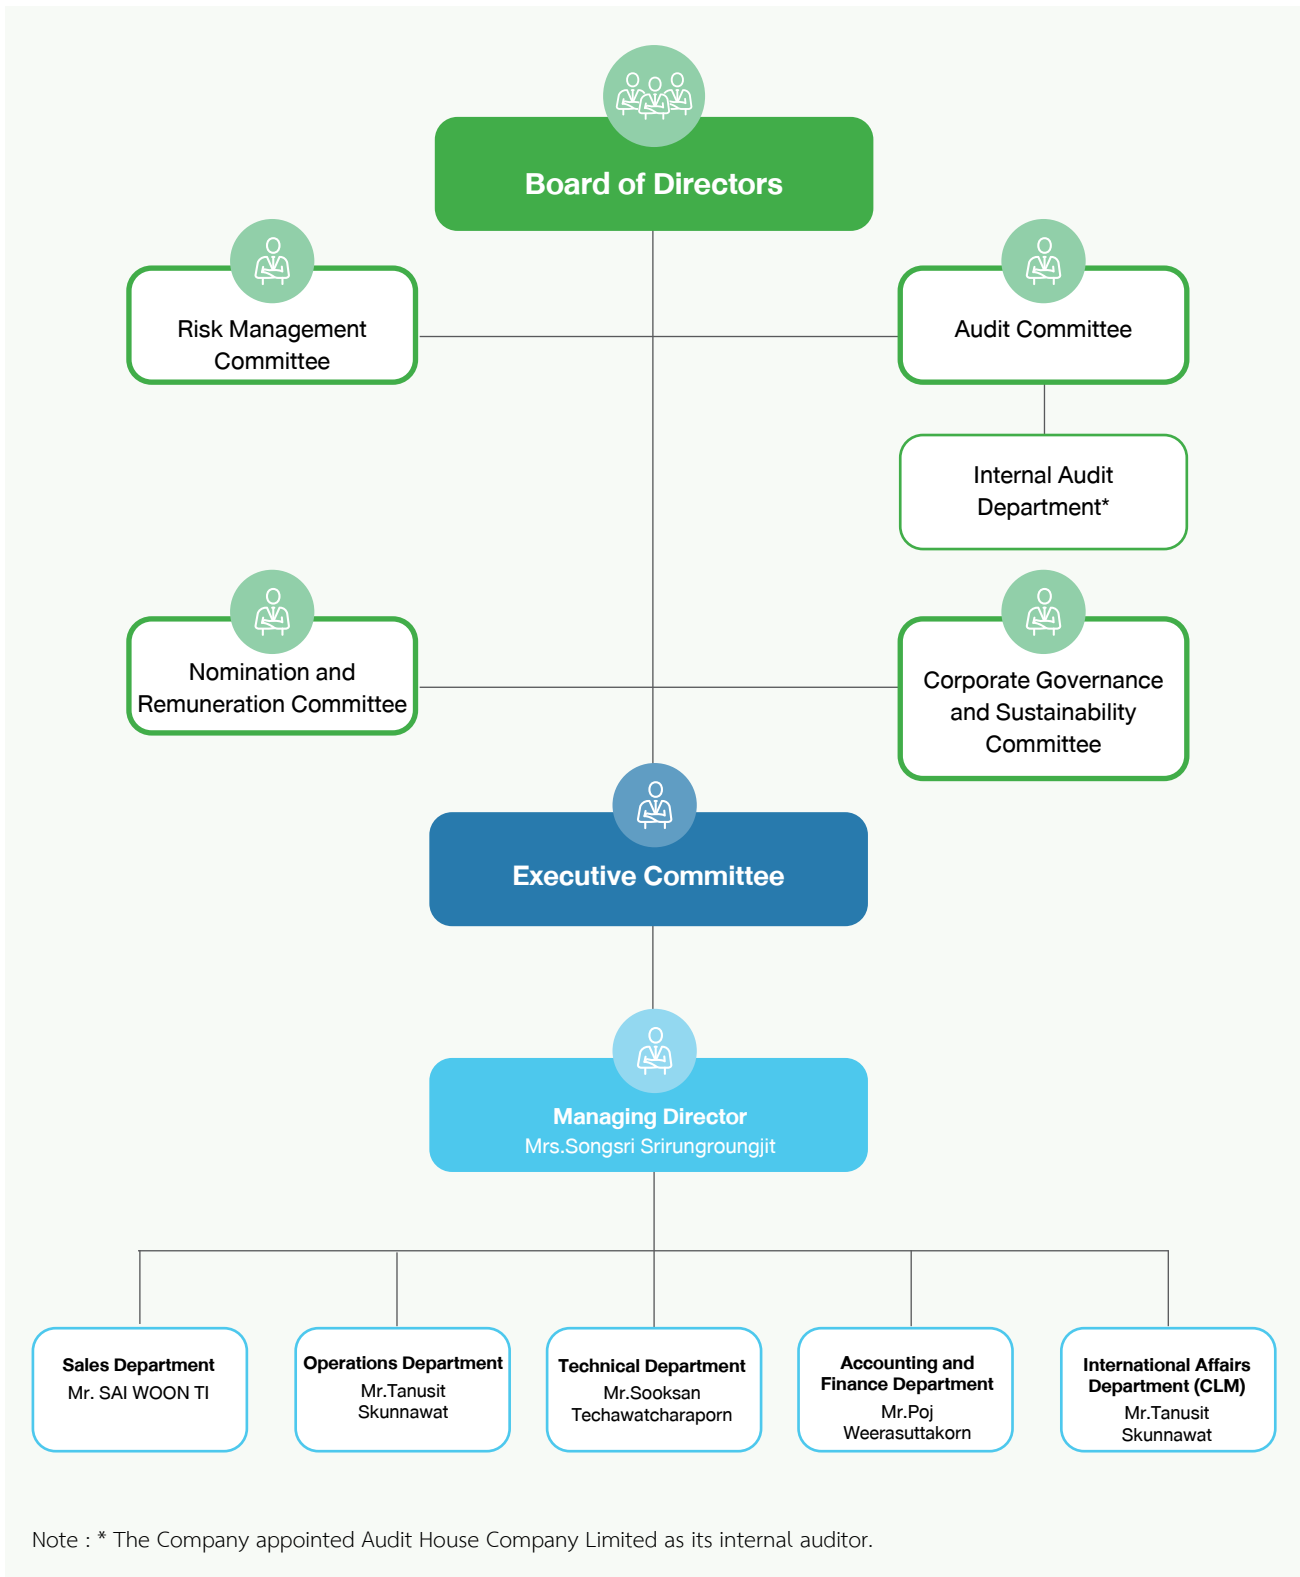 Board of Directors
Risk Management
Committee
Audit Committee
Internal Audit
Department*
Nomination and
Remuneration Committee
Corporate Governance
and Sustainability
Committee
Executive Committee
Managing Director
Mrs.Songsri Srirungroungjit
Sales Department
Mr. SAI WOON TI
Operations Department
Mr.Tanusit
Skunnawat
Technical Department
Mr.Sooksan
Techawatcharaporn
Accounting and
Finance Department
Mr.Poj
Weerasuttakorn
International Affairs
Department (CLM)
Mr.Tanusit
Skunnawat
Note : * The Company appointed Audit House Company Limited as its internal auditor.